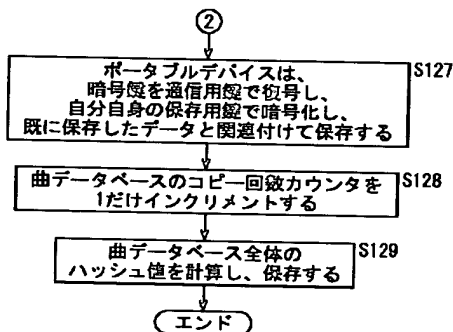 ②
ポータブルデバイスは、
暗号鍵を通信用鍵で復号し、
自分自身の保存用鍵で暗号化し、
既に保存したデータと関連付けて保存する
S127
曲データベースのコピー回数カウンタを
1だけインクリメントする
S128
曲データベース全体の
ハッシュ値を計算し、保存する
S129
エンド